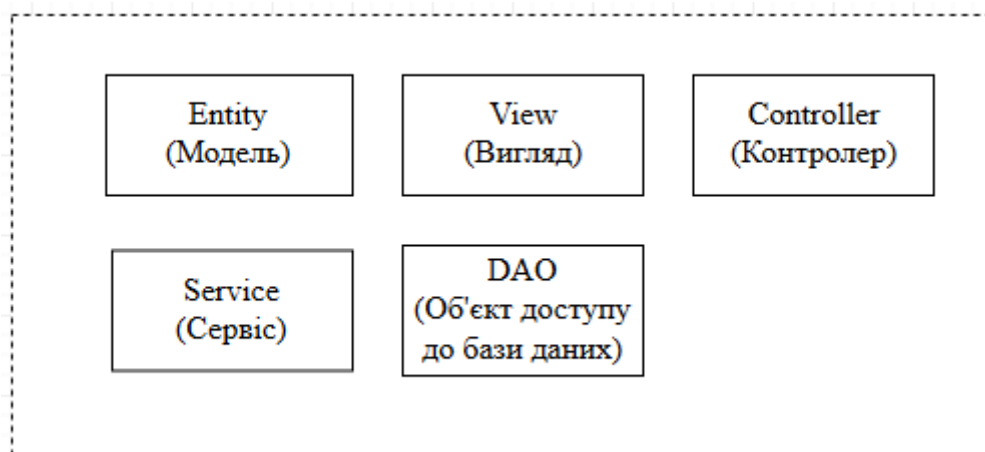 Entity
(Модель)
View
(Вигляд)
Controller
(Контролер)
Service
(Сервіс)
DAO
(Об'єкт доступу
до бази даних)